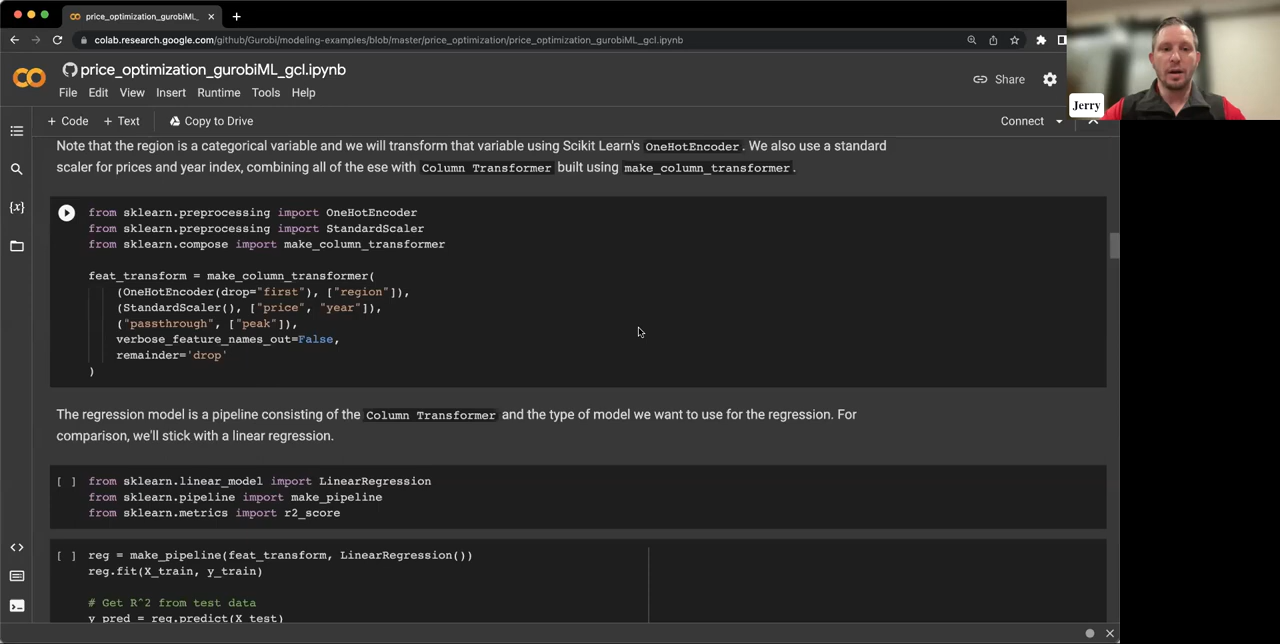 price_optimization_gurobiML_
colab.research.google.com/github/Gurobi/modeling-examples/blob/master/price_optimization/price_optimization_gurobiML_gcl.ipynb
price_optimization_gurobiML_gcl.ipynb
Share
File Edit View Insert Runtime Tools Help
Jerry
+ Code + Text Copy to Drive Connect
Note that the region is a categorical variable and we will transform that variable using Scikit Learn's OneHotEncoder. We also use a standard
scaler for prices and year index, combining all of the ese with Column Transformer built using make_column_transformer.
from sklearn.preprocessing import OneHotEncoder
from sklearn.preprocessing import StandardScaler
from sklearn.compose import make_column_transformer
feat_transform = make_column_transformer(
(OneHotEncoder(drop="first"), ["region"]),
(StandardScaler(), ["price", "year"]),
("passthrough", ["peak"]),
verbose_feature_names_out=False,
remainder='drop'
)
The regression model is a pipeline consisting of the Column Transformer and the type of model we want to use for the regression. For
comparison, we'll stick with a linear regression.
[ ] from sklearn.linear_model import LinearRegression
from sklearn.pipeline import make_pipeline
from sklearn.metrics import r2_score
[ ] reg = make_pipeline(feat_transform, LinearRegression())
reg.fit(X_train, y_train)
# Get R^2 from test data
y_pred = reg.predict(X_test)